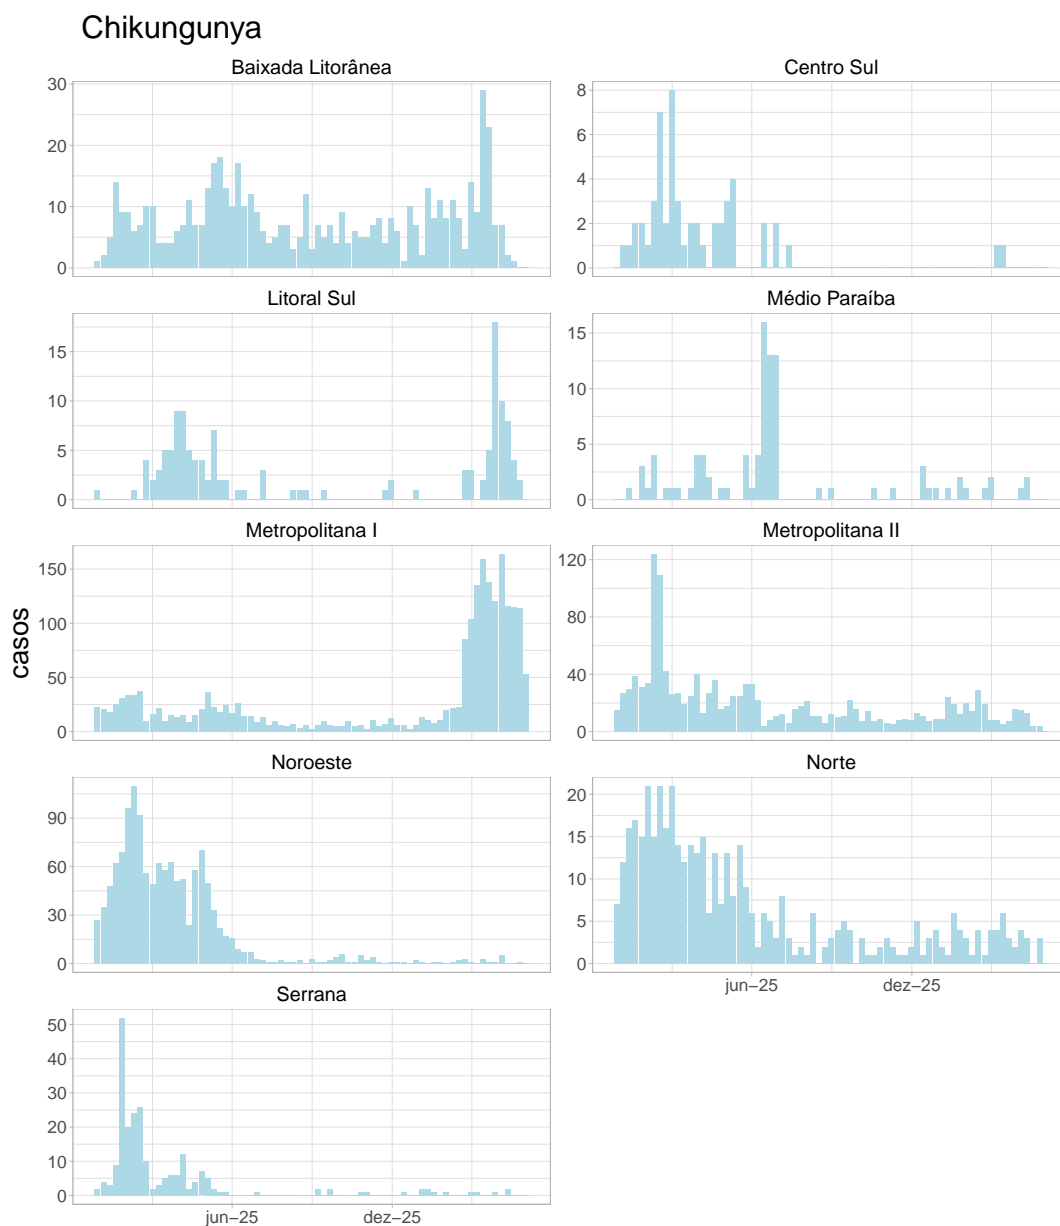 Chikungunya
Baixada Litorânea
Centro Sul
30
20
10
0
8
6
4
2
0
Litoral Sul
Médio Paraíba
15
10
5
0
15
10
5
0
Metropolitana I
Metropolitana II
casos
150
100
50
0
120
80
40
0
Noroeste
Norte
90
60
30
0
20
15
10
5
0
jun−25
dez−25
Serrana
50
40
30
20
10
0
jun−25
dez−25